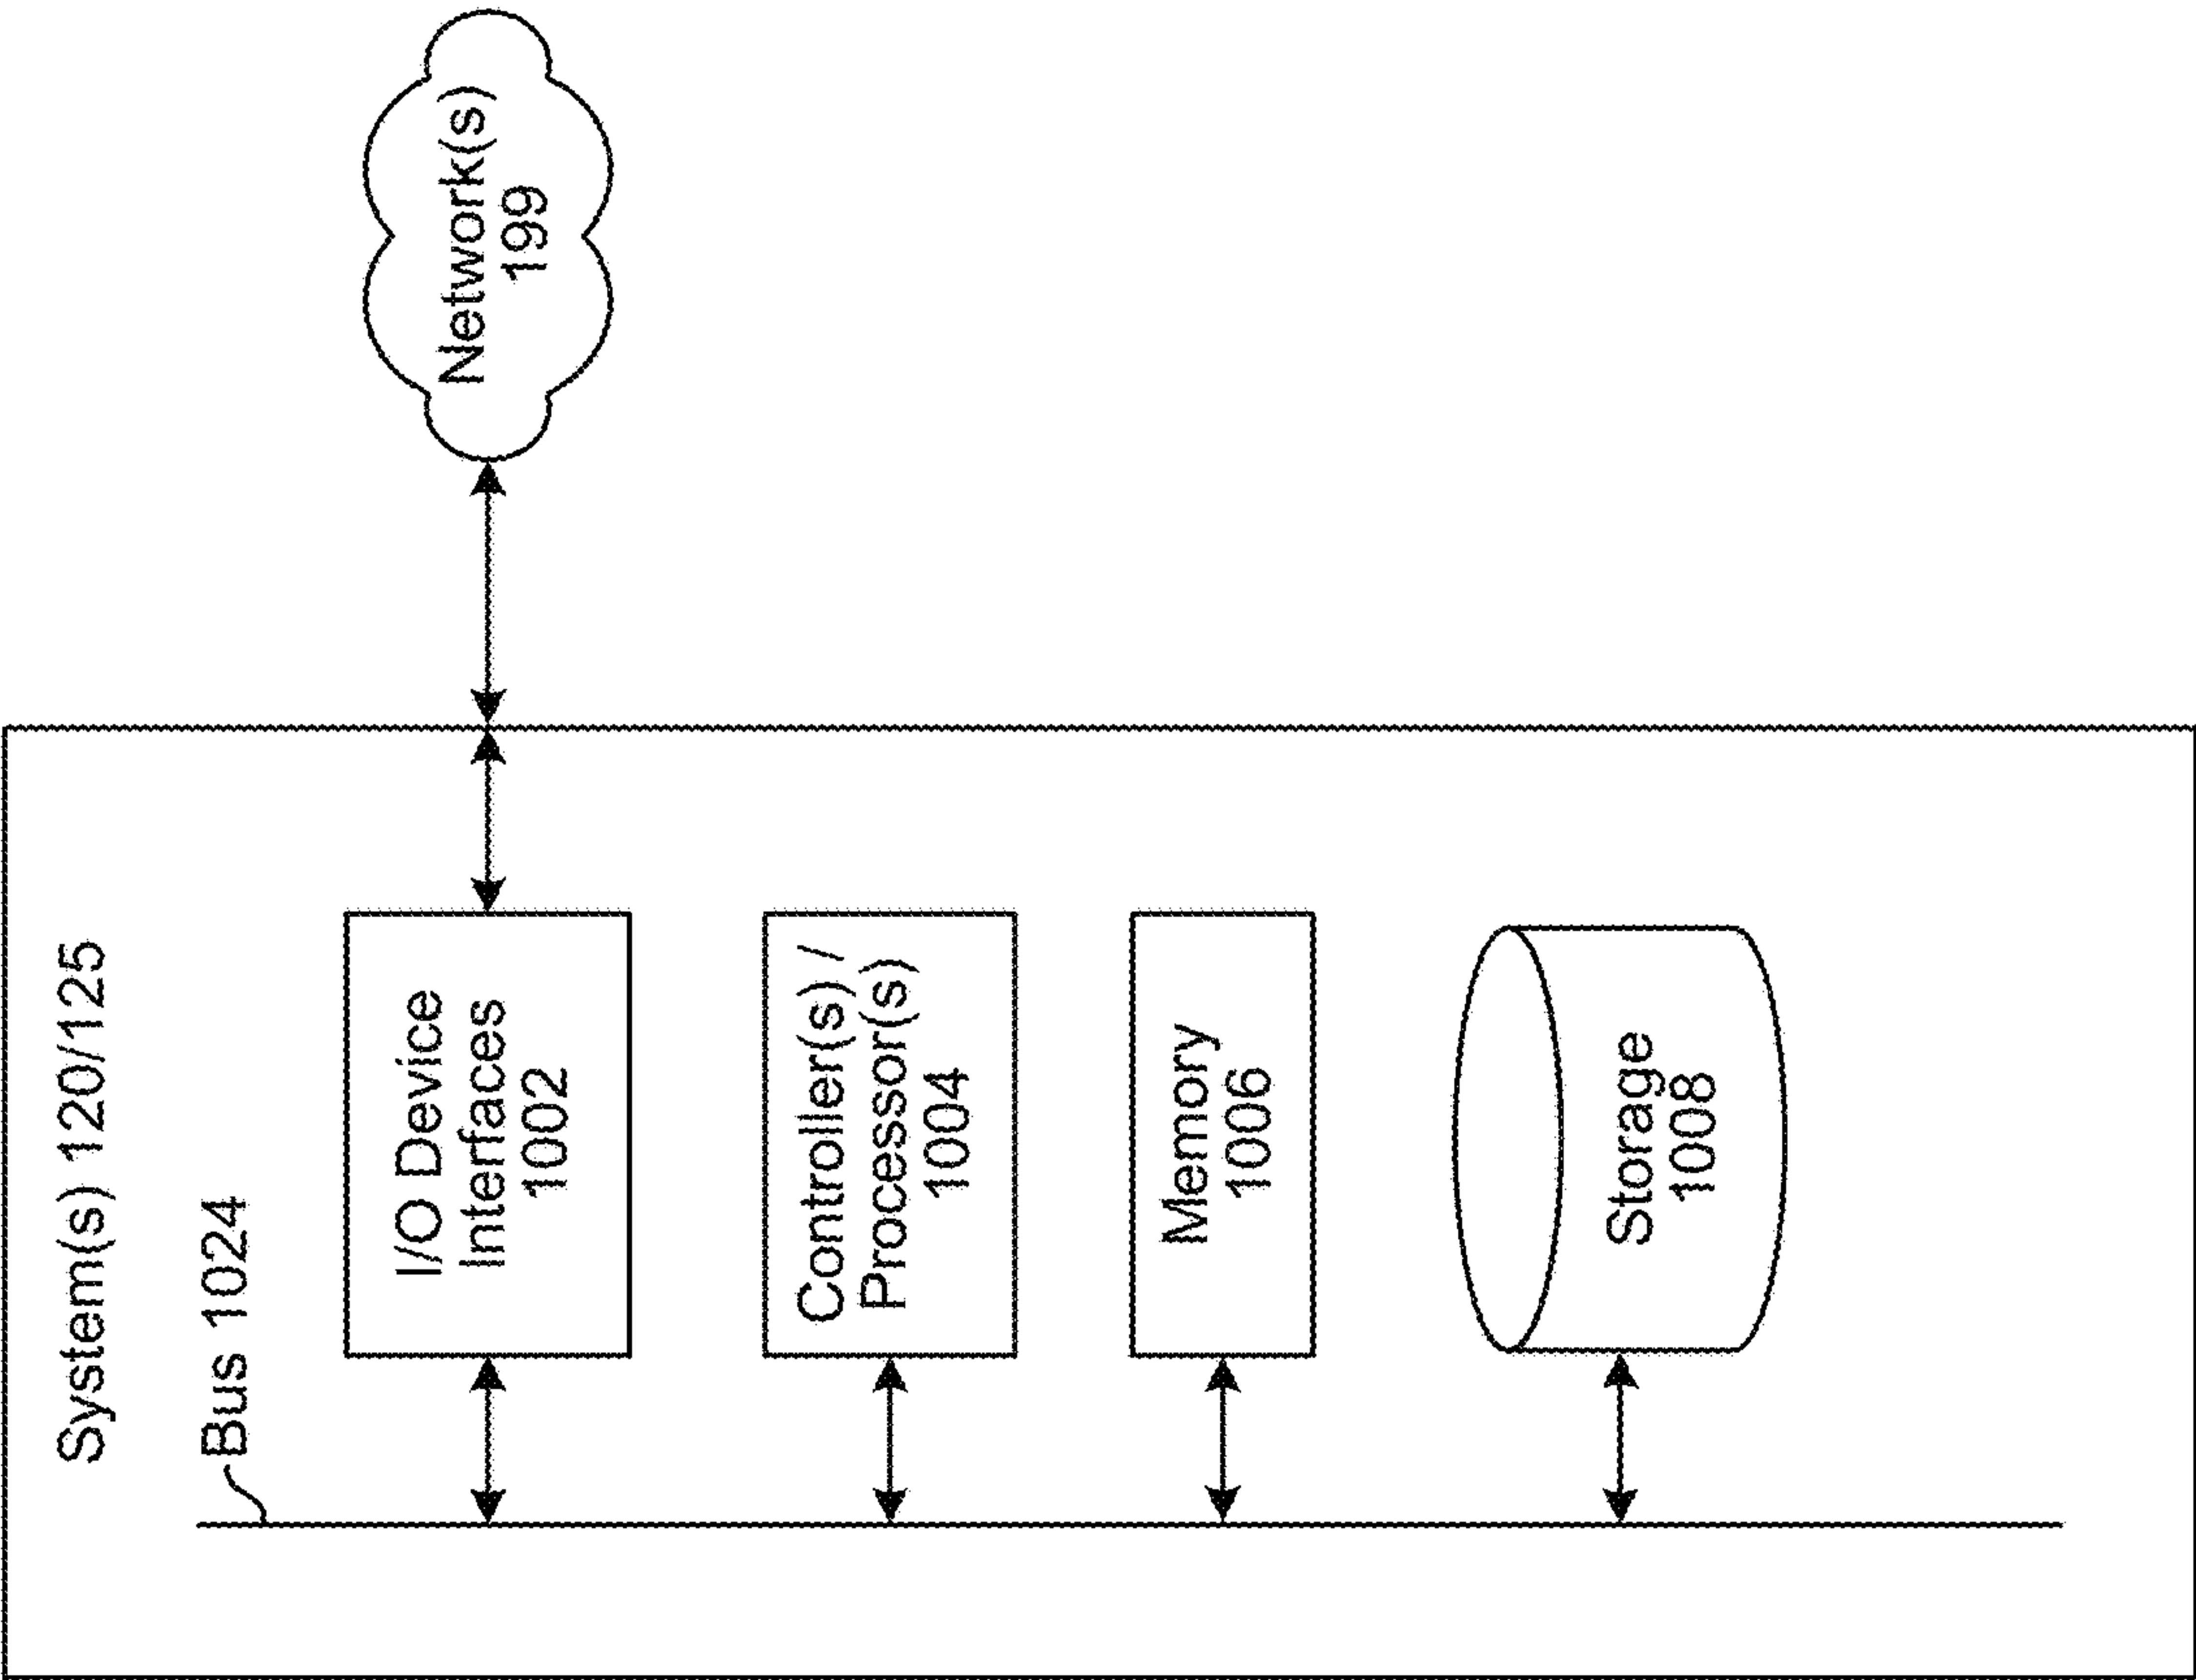 System(s) 120/125
Bus 1024
I/O Device
Interfaces
1002
Network(s)
199
Controller(s) /
Processor(s)
1004
Memory
1006
Storage
1008